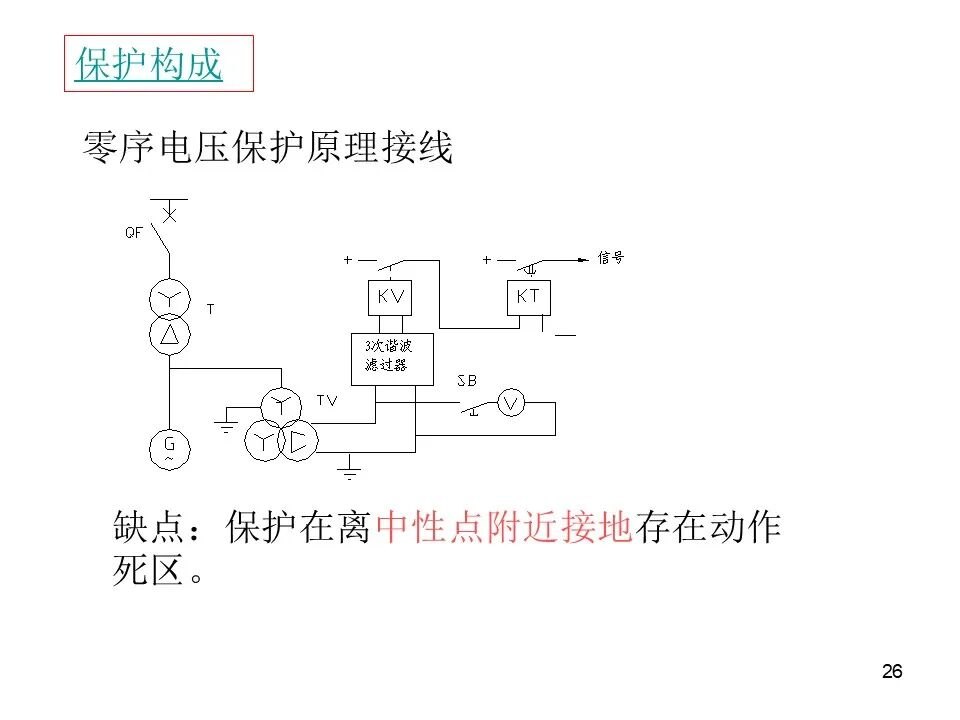 保护构成
零序电压保护原理接线
QF
T
G
~
TV
+
KV
3次谐波
滤过器
+
KT
信号
SB
V
缺点：保护在离中性点附近接地存在动作
死区。
26